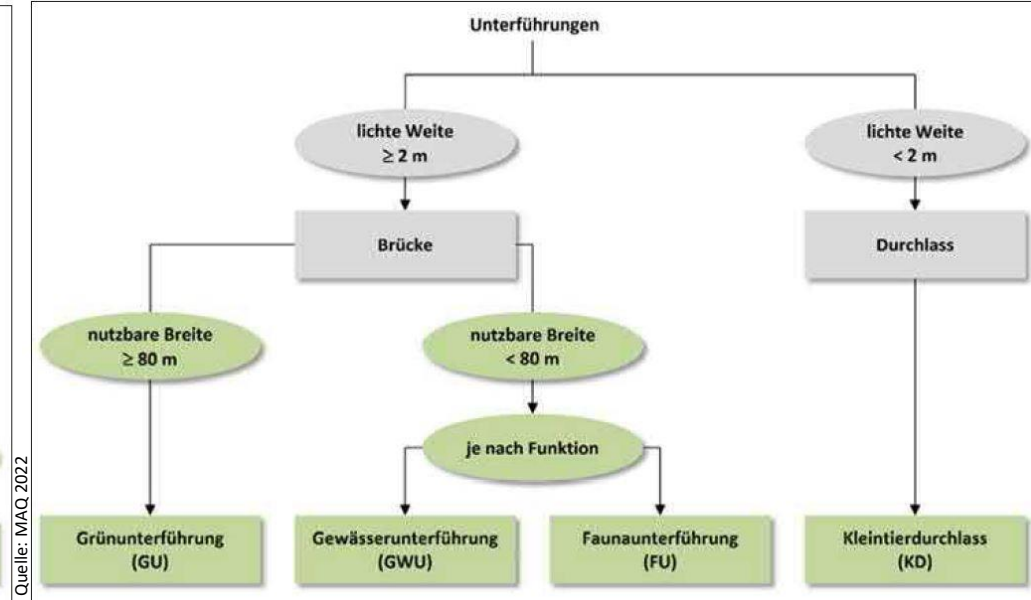 Unterführungen
lichte Weite
≥ 2 m
lichte Weite
< 2 m
Brücke
Durchlass
nutzbare Breite
≥ 80 m
nutzbare Breite
< 80 m
je nach Funktion
Grünunterführung
(GU)
Gewässerunterführung
(GWU)
Faunaunterführung
(FU)
Kleintierdurchlass
(KD)
Quelle: MAQ 2022